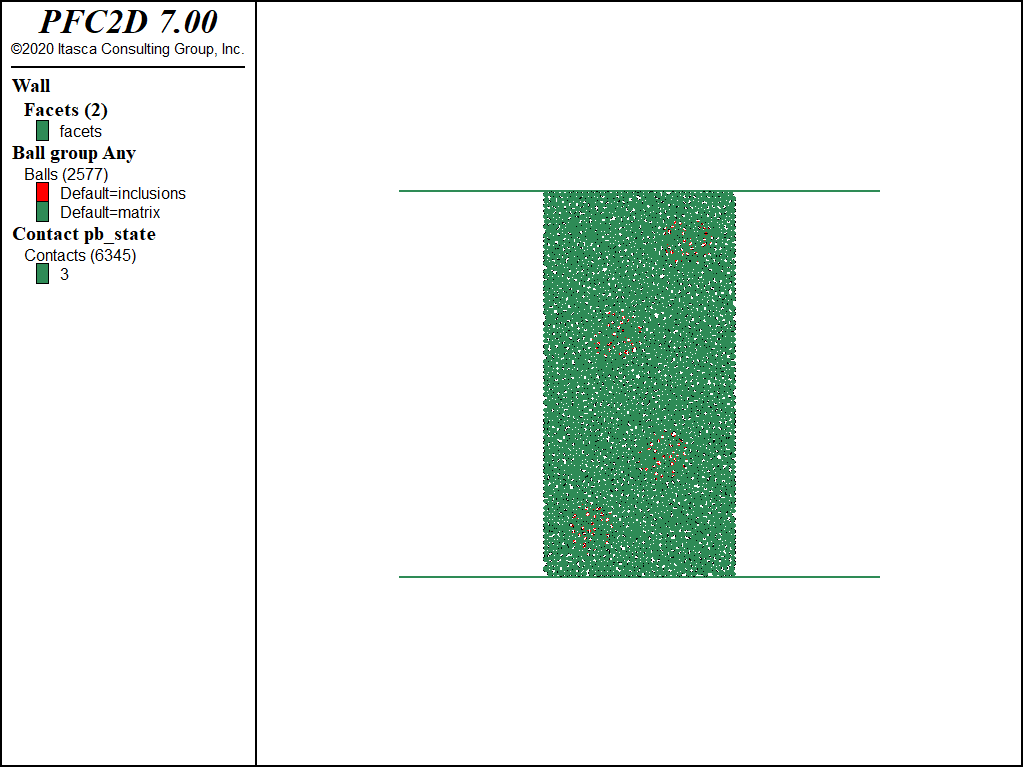 PFC2D 7.00
©2020 Itasca Consulting Group, Inc.
Wall
Facets (2)
facets
Ball group Any
Balls (2577)
Default=inclusions
Default=matrix
Contact pb_state
Contacts (6345)
3